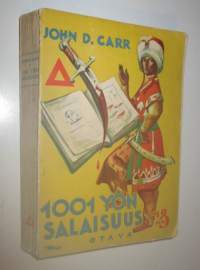 JOHN D. CARR
1001 YÖN
SALAISUUS
OTAVA